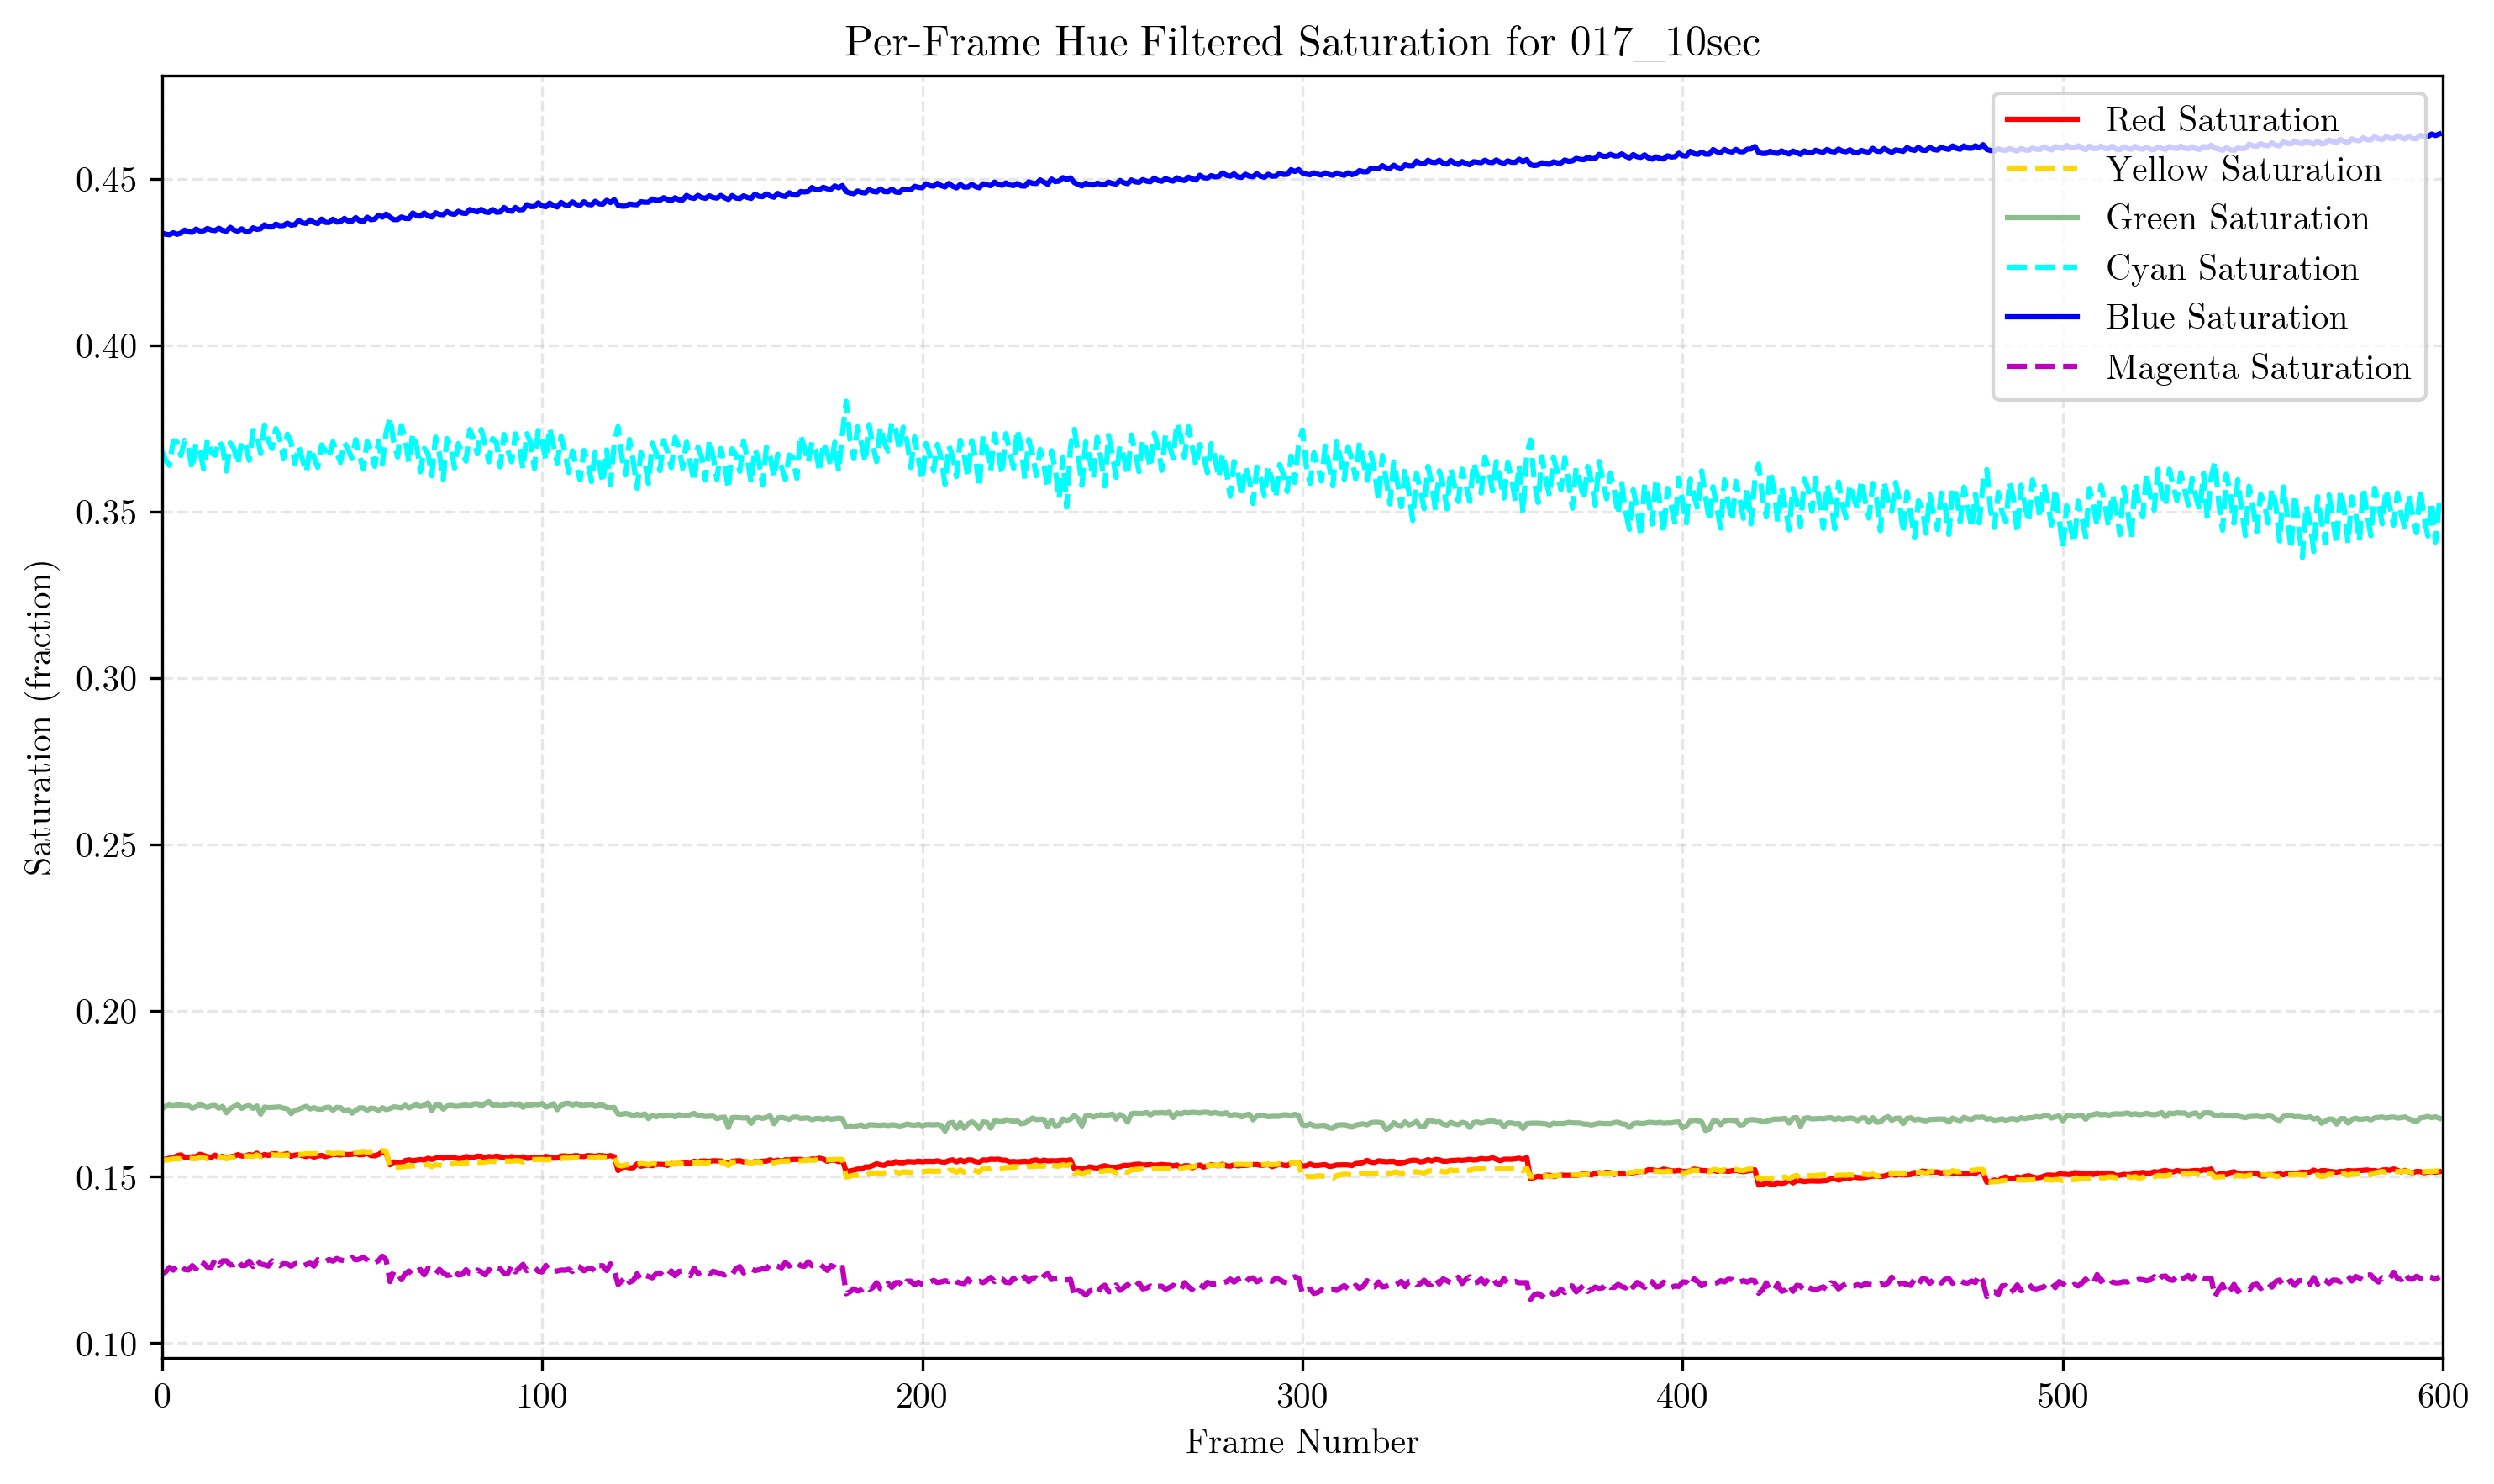 Per-Frame Hue Filtered Saturation for 017_10sec
Saturation (fraction)
0.45
0.40
0.35
0.30
0.25
0.20
0.15
0.10
Red Saturation
Yellow Saturation
Green Saturation
Cyan Saturation
Blue Saturation
Magenta Saturation
0 100 200 300 400 500 600
Frame Number